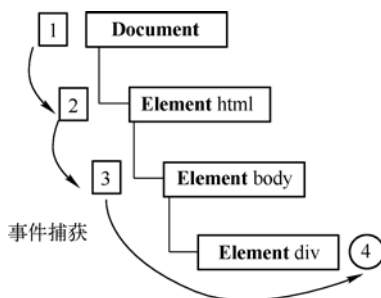 1 Document
2 Element html
3 Element body
事件捕获
Element div 4